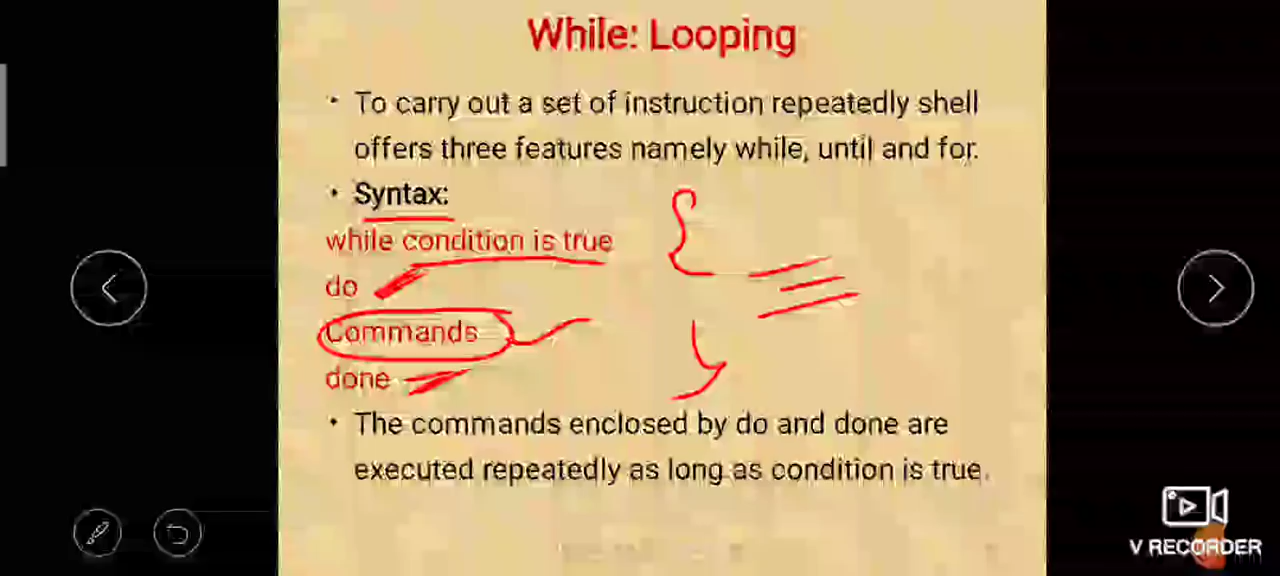 While: Looping
• To carry out a set of instruction repeatedly shell
offers three features namely while, until and for.
• Syntax:
while condition is true
do
Commands
done
• The commands enclosed by do and done are
executed repeatedly as long as condition is true.
V RECORDER